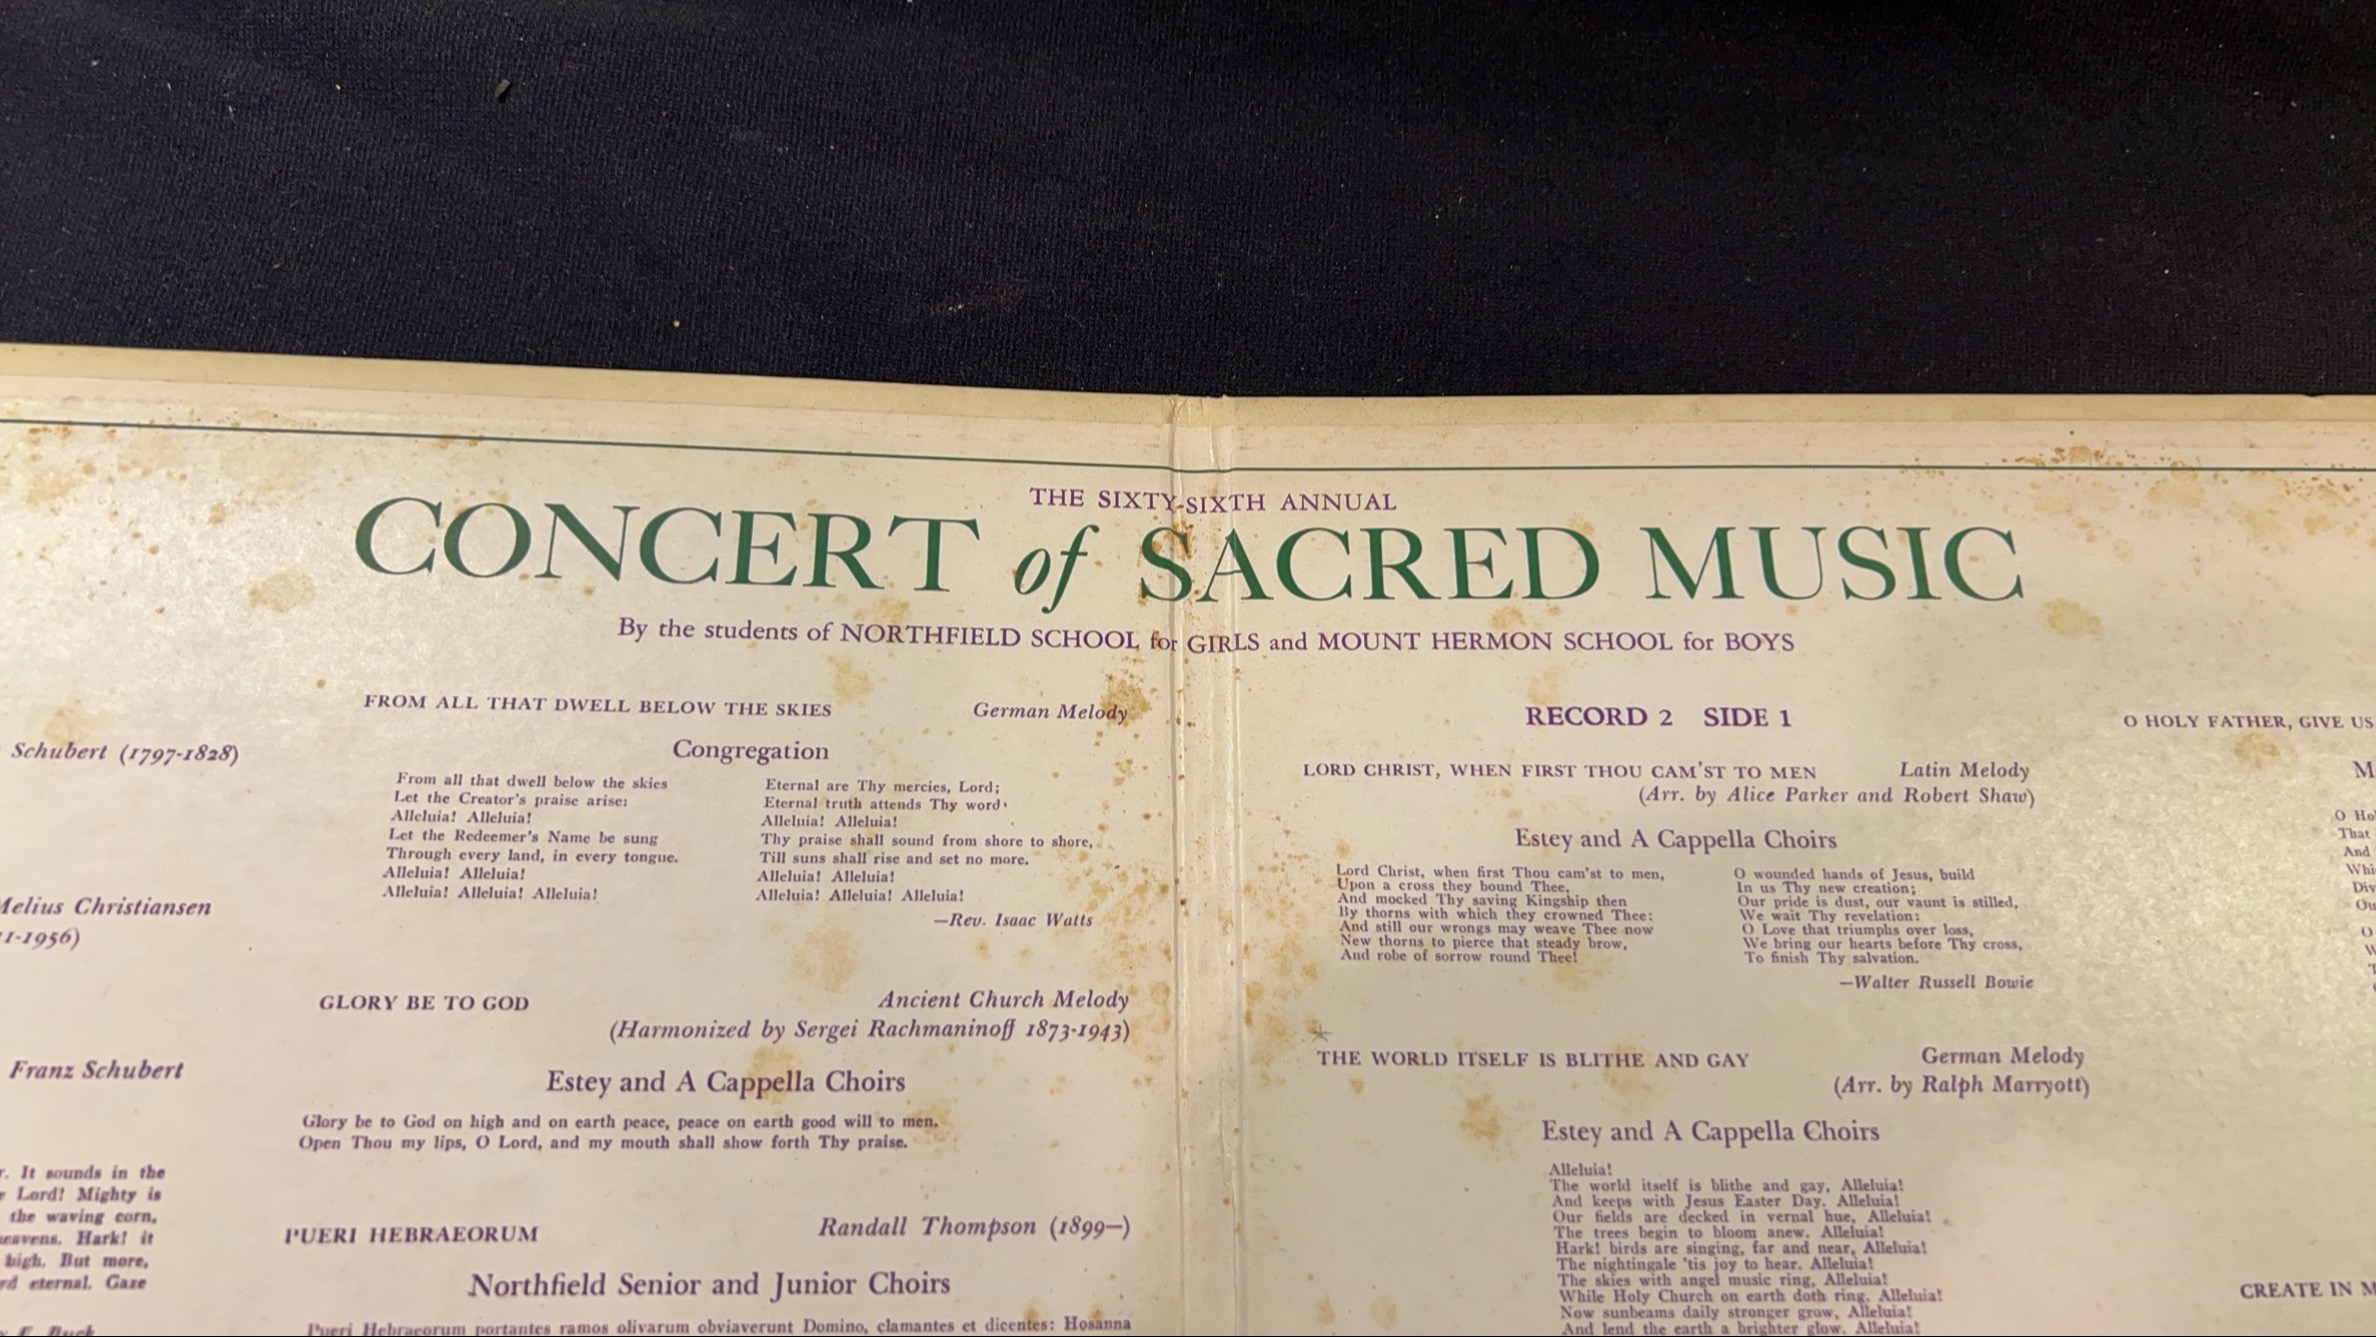 THE SIXTY-SIXTH ANNUAL
CONCERT of SACRED MUSIC
By the students of NORTHFIELD SCHOOL for GIRLS and MOUNT HERMON SCHOOL for BOYS
Schubert (1797-1828)
Melius Christiansen
1-1956)
Franz Schubert
It sounds in the
Lord! Mighty is
the waving corn,
Hark! it
high. But more,
eternal. Gaze
FROM ALL THAT DWELL BELOW THE SKIES German Melody
Congregation
From all that dwell below the skies
Let the Creator's praise arise:
Alleluia! Alleluia!
Let the Redeemer's Name be sung
Through every land, in every tongue.
Alleluia! Alleluia!
Alleluia! Alleluia! Alleluia!
Eternal are Thy mercies, Lord;
Eternal truth attends Thy word·
Alleluia! Alleluia!
Thy praise shall sound from shore to shore,
Till suns shall rise and set no more.
Alleluia! Alleluia!
Alleluia! Alleluia! Alleluia!
—Rev. Isaac Watts
GLORY BE TO GOD Ancient Church Melody
(Harmonized by Sergei Rachmaninoff 1873-1943)
Estey and A Cappella Choirs
Glory be to God on high and on earth peace, peace on earth good will to men.
Open Thou my lips, O Lord, and my mouth shall show forth Thy praise.
PUERI HEBRAEORUM Randall Thompson (1899—)
Northfield Senior and Junior Choirs
Pueri Hebraeorum portantes ramos olivarum obviaverunt Domino, clamantes et dicentes: Hosanna
RECORD 2 SIDE 1
LORD CHRIST, WHEN FIRST THOU CAM'ST TO MEN Latin Melody
(Arr. by Alice Parker and Robert Shaw)
Estey and A Cappella Choirs
Lord Christ, when first Thou cam'st to men,
Upon a cross they bound Thee,
And mocked Thy saving Kingship then
By thorns with which they crowned Thee:
And still our wrongs may weave Thee now
New thorns to pierce that steady brow,
And robe of sorrow round Thee!
O wounded hands of Jesus, build
In us Thy new creation;
Our pride is dust, our vaunt is stilled,
We wait Thy revelation:
O Love that triumphs over loss,
We bring our hearts before Thy cross,
To finish Thy salvation.
—Walter Russell Bowie
*
THE WORLD ITSELF IS BLITHE AND GAY German Melody
(Arr. by Ralph Marryott)
Estey and A Cappella Choirs
Alleluia!
The world itself is blithe and gay, Alleluia!
And keeps with Jesus Easter Day. Alleluia!
Our fields are decked in vernal hue, Alleluia!
The trees begin to bloom anew. Alleluia!
Hark! birds are singing, far and near, Alleluia!
The nightingale 'tis joy to hear. Alleluia!
The skies with angel music ring, Alleluia!
While Holy Church on earth doth ring. Alleluia!
Now sunbeams daily stronger grow, Alleluia!
And lend the earth a brighter glow. Alleluia!
O HOLY FATHER, GIVE US
M
O Ho
That
And
Whi
Div
Ou
O
CREATE IN M